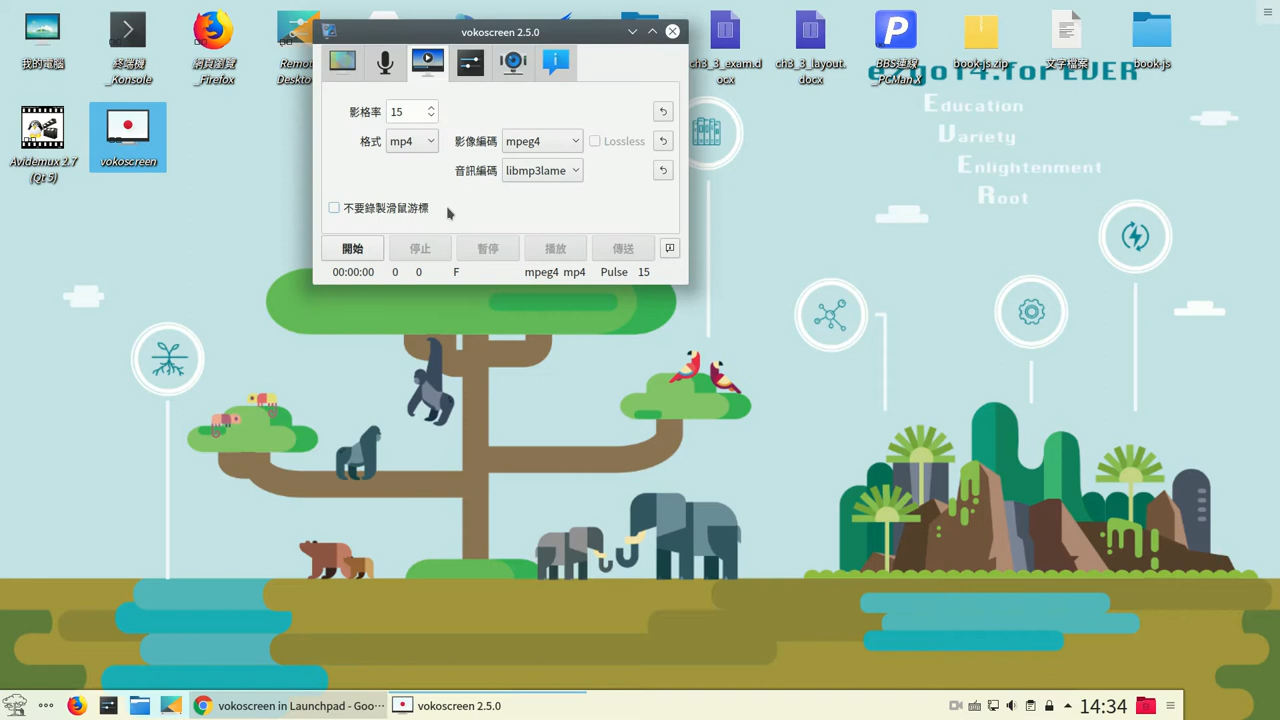 vokoscreen 2.5.0
影格率 15
格式 mp4 影像編碼 mpeg4 Lossless
音訊編碼 libmp3lame
不要錄製滑鼠游標
開始 停止 暫停 播放 傳送
00:00:00 0 0 F mpeg4 mp4 Pulse 15
我的電腦
終端機
_Konsole
網頁瀏覽
_Firefox
Remo
Deskto
ch3_3_exam.d
ocx
ch3_3_layout.
docx
BBS連線
_PCManX
book-js.zip
文字檔案
book-js
Avidemux 2.7
(Qt 5)
vokoscreen
ezgo14.for EVER
Education
Variety
Enlightenment
Root
vokoscreen in Launchpad - Goo...
vokoscreen 2.5.0
14:34